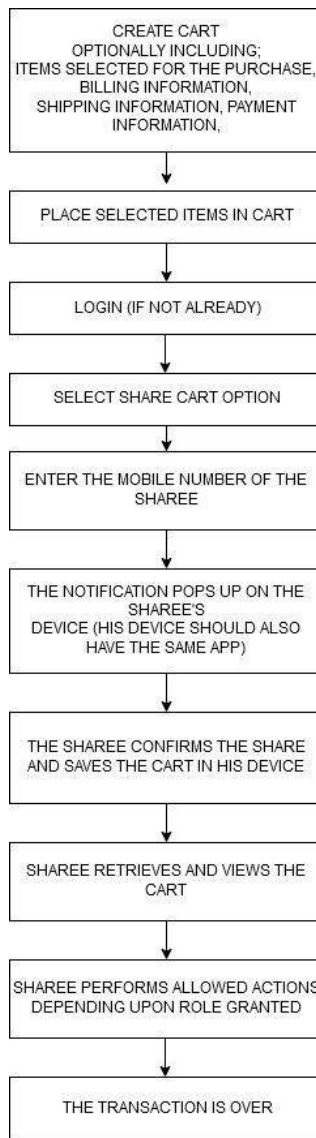 CREATE CART
OPTIONALLY INCLUDING;
ITEMS SELECTED FOR THE PURCHASE,
BILLING INFORMATION,
SHIPPING INFORMATION, PAYMENT
INFORMATION,
PLACE SELECTED ITEMS IN CART
LOGIN (IF NOT ALREADY)
SELECT SHARE CART OPTION
ENTER THE MOBILE NUMBER OF THE
SHAREE
THE NOTIFICATION POPS UP ON THE
SHAREE'S
DEVICE (HIS DEVICE SHOULD ALSO
HAVE THE SAME APP)
THE SHAREE CONFIRMS THE SHARE
AND SAVES THE CART IN HIS DEVICE
SHAREE RETRIEVES AND VIEWS THE
CART
SHAREE PERFORMS ALLOWED ACTIONS
DEPENDING UPON ROLE GRANTED
THE TRANSACTION IS OVER